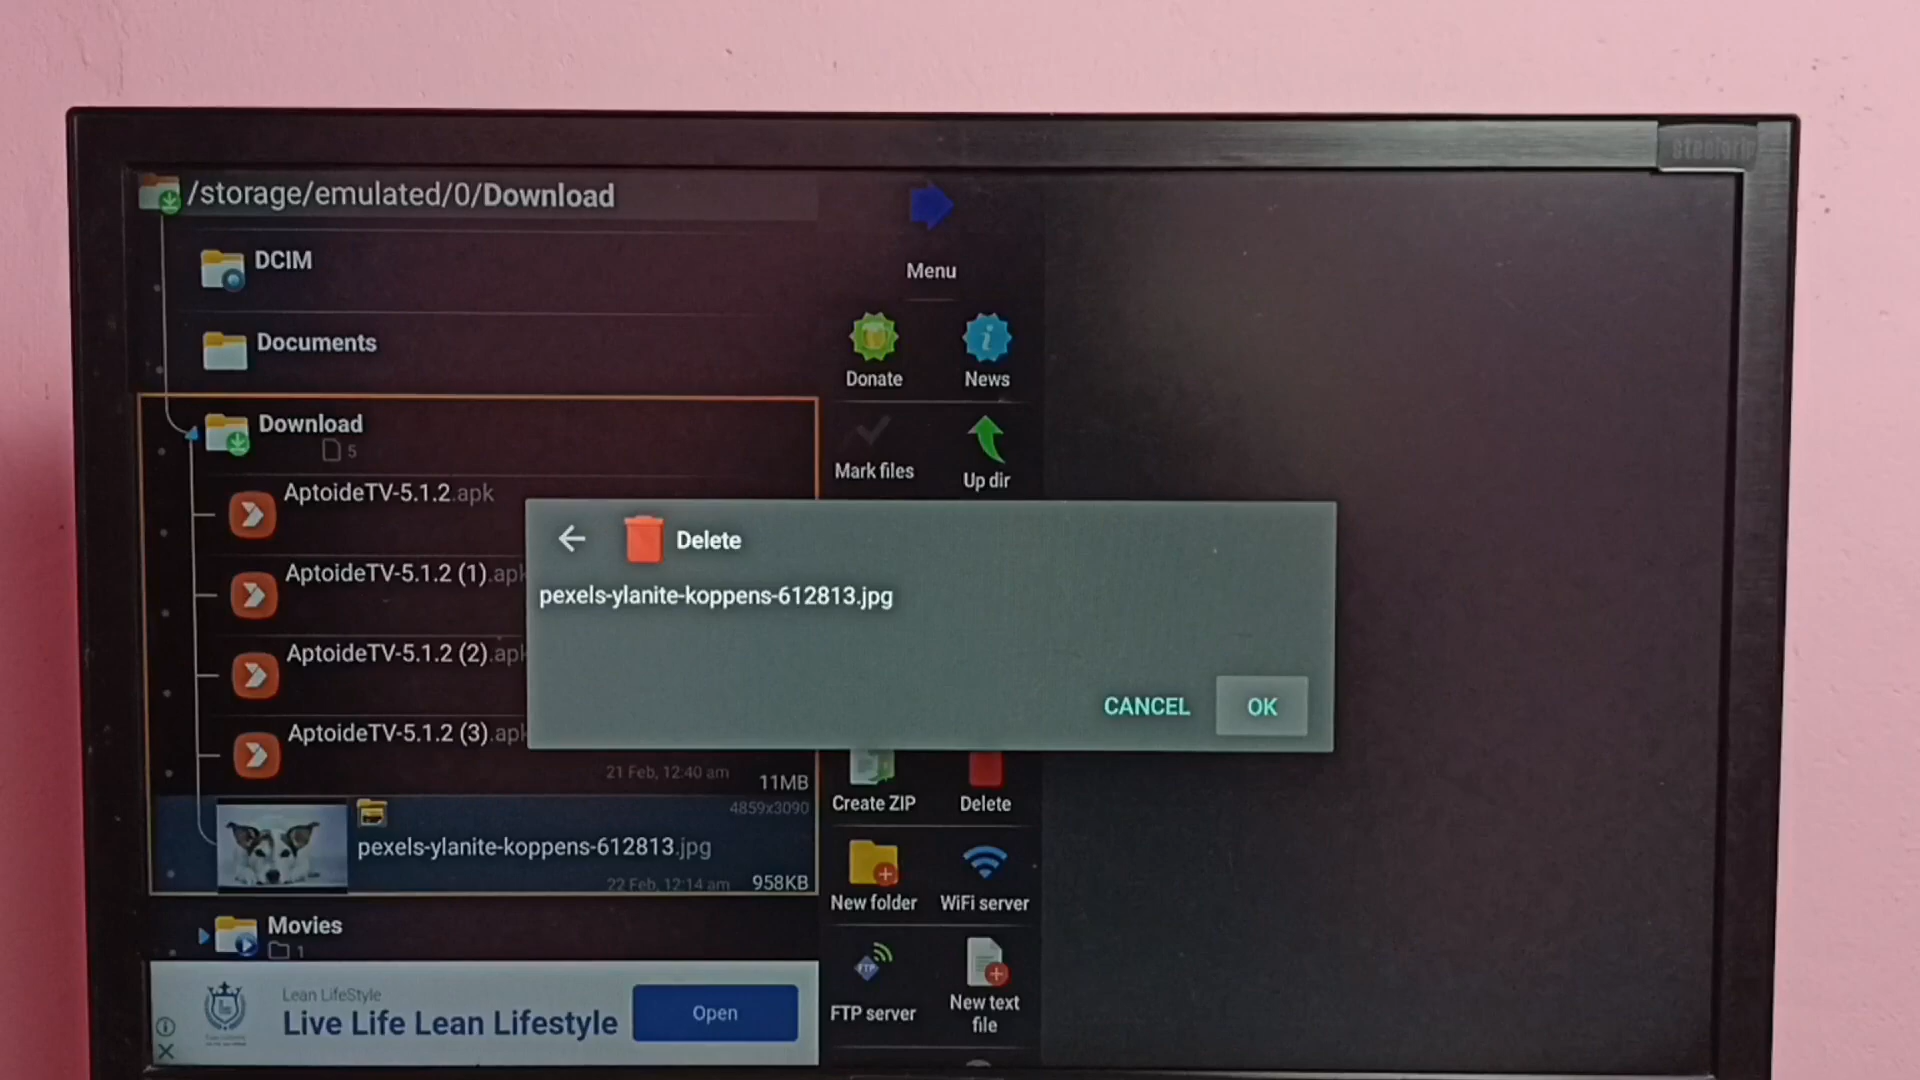 steelgrip
/storage/emulated/0/Download
DCIM
Documents
Download
5
AptoideTV-5.1.2.apk
AptoideTV-5.1.2 (1).apk
AptoideTV-5.1.2 (2).apk
AptoideTV-5.1.2 (3).apk
21 Feb, 12:40 am
11MB
4859x3090
pexels-ylanite-koppens-612813.jpg
22 Feb, 12:14 am
958KB
Movies
1
Lean LifeStyle
Live Life Lean Lifestyle
Open
Menu
Donate
News
Mark files
Up dir
Delete
pexels-ylanite-koppens-612813.jpg
CANCEL
OK
Create ZIP
Delete
New folder
WiFi server
FTP
FTP server
New text
file